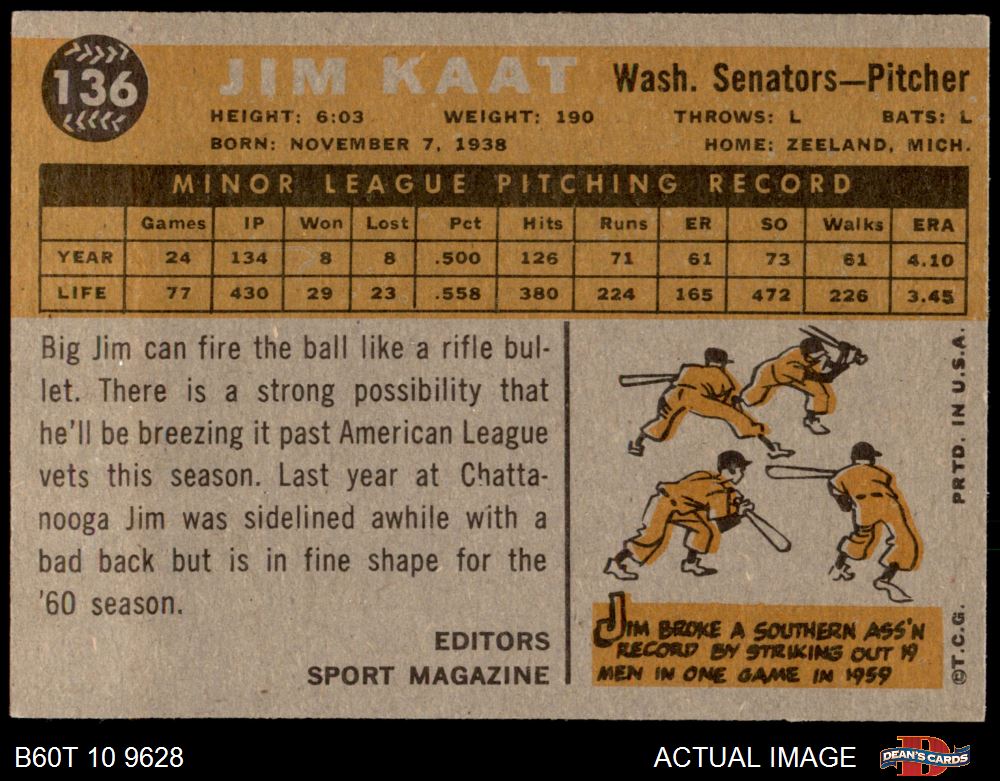 136
JIM KAAT Wash. Senators—Pitcher
HEIGHT: 6:03 WEIGHT: 190 THROWS: L BATS: L
BORN: NOVEMBER 7, 1938 HOME: ZEELAND, MICH.
MINOR LEAGUE PITCHING RECORD
Games IP Won Lost Pct Hits Runs ER SO Walks ERA
YEAR 24 134 8 8 .500 126 71 61 73 61 4.10
LIFE 77 430 29 23 .558 380 224 165 472 226 3.45
Big Jim can fire the ball like a rifle bul-
let. There is a strong possibility that
he'll be breezing it past American League
vets this season. Last year at Chatta-
nooga Jim was sidelined awhile with a
bad back but is in fine shape for the
'60 season.
EDITORS
SPORT MAGAZINE
JIM BROKE A SOUTHERN ASS'N
RECORD BY STRIKING OUT 19
MEN IN ONE GAME IN 1959
©T.C.G. PRTD. IN U.S.A.
B60T 10 9628 ACTUAL IMAGE DEAN'S CARDS